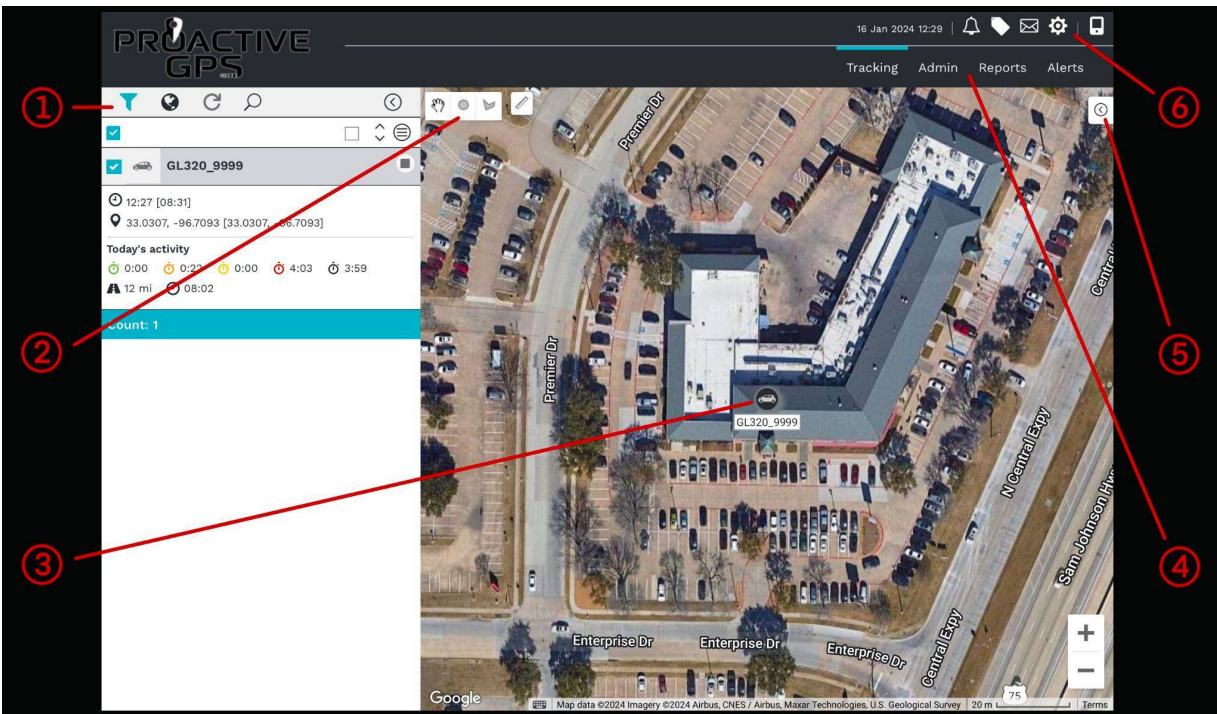 PROACTIVE
GPS
16 Jan 2024 12:29
Tracking Admin Reports Alerts
1
6
GL320_9999
12:27 [08:31]
33.0307, -96.7093 [33.0307, -96.7093]
Today's activity
0:00 0:22 0:00 4:03 3:59
12 mi 08:02
Count: 1
2
5
3
4
Premier Dr
Premier Dr
Central
GL320_9999
N Central Expy
Sam Johnson Hwy
Enterprise Dr Enterprise Dr Enterprise Dr
Central Expy
+
−
75
Google
Map data ©2024 Imagery ©2024 Airbus, CNES / Airbus, Maxar Technologies, U.S. Geological Survey 20 m Terms